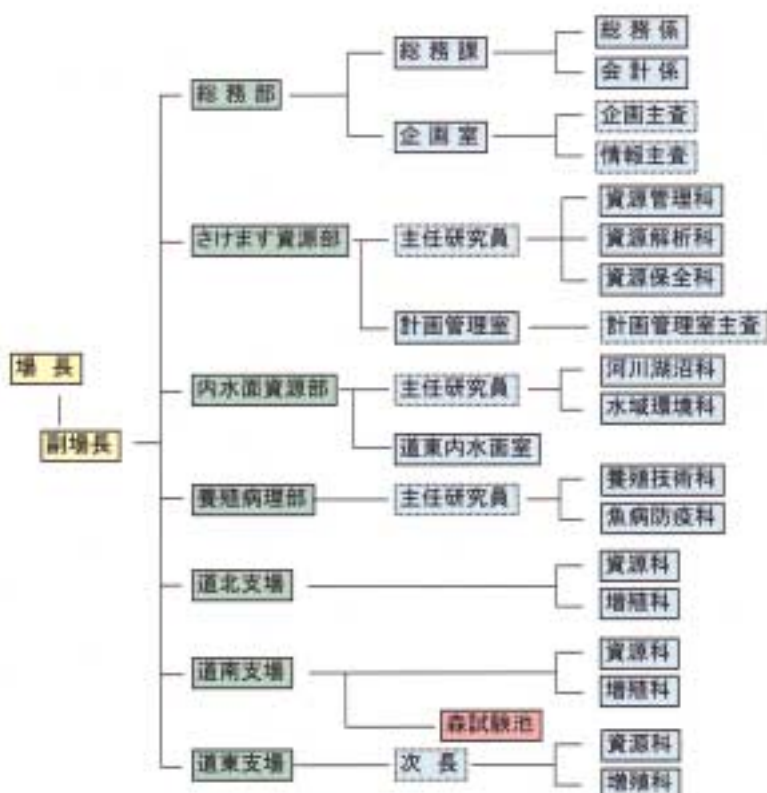 場長
副場長
総務部
総務課
総務係
会計係
企画室
企画主査
情報主査
さけます資源部
主任研究員
資源管理科
資源解析科
資源保全科
計画管理室
計画管理室主査
内水面資源部
主任研究員
河川湖沼科
水域環境科
道東内水面室
養殖病理部
主任研究員
養殖技術科
魚病防疫科
道北支場
資源科
増殖科
道南支場
資源科
増殖科
森試験池
道東支場
次長
資源科
増殖科